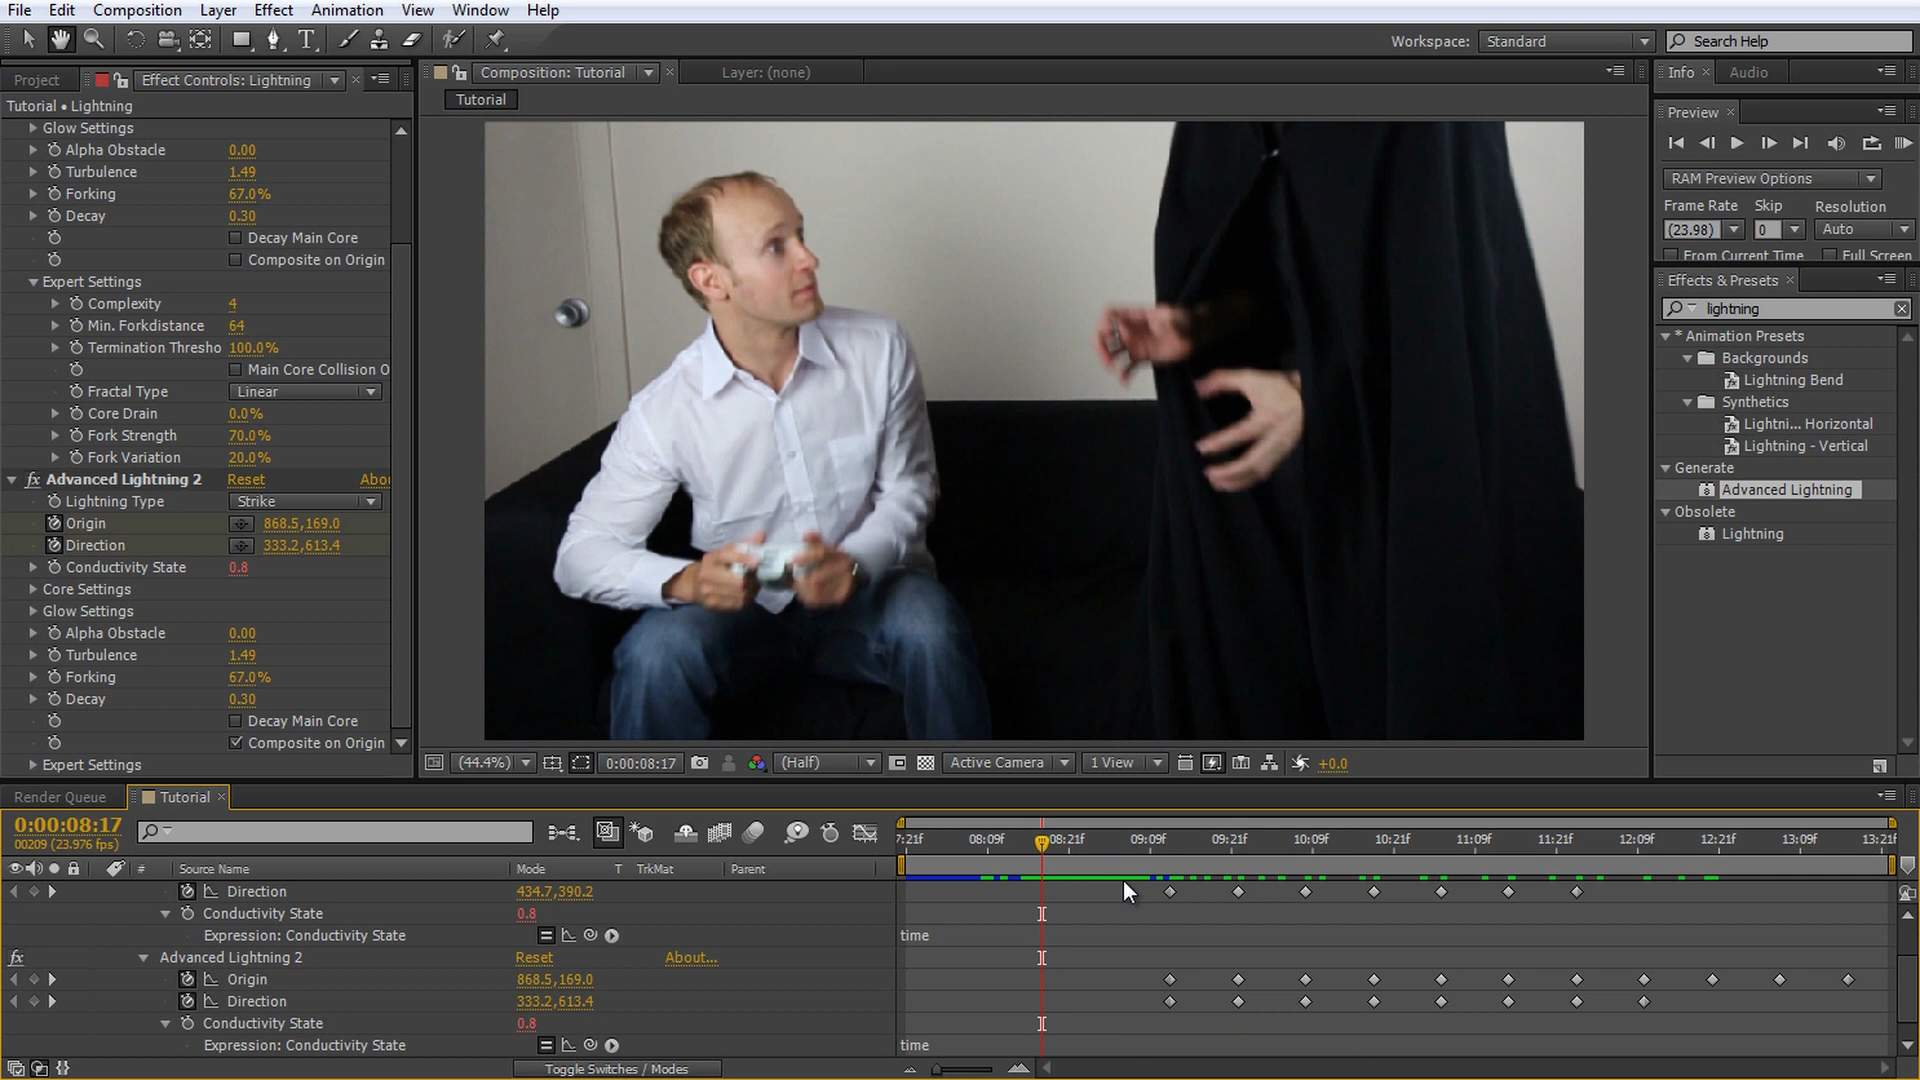 File Edit Composition Layer Effect Animation View Window Help
Workspace: Standard Search Help
Project Effect Controls: Lightning Composition: Tutorial Layer: (none) Info Audio
Tutorial • Lightning
Tutorial
Glow Settings
Alpha Obstacle 0.00
Turbulence 1.49
Forking 67.0%
Decay 0.30
Decay Main Core
Composite on Origin
Expert Settings
Complexity 4
Min. Forkdistance 64
Termination Thresho 100.0%
Main Core Collision O
Fractal Type Linear
Core Drain 0.0%
Fork Strength 70.0%
Fork Variation 20.0%
fx Advanced Lightning 2 Reset Abou
Lightning Type Strike
Origin 868.5,169.0
Direction 333.2,613.4
Conductivity State 0.8
Core Settings
Glow Settings
Alpha Obstacle 0.00
Turbulence 1.49
Forking 67.0%
Decay 0.30
Decay Main Core
Composite on Origin
Expert Settings
(44.4%) 0:00:08:17 (Half) Active Camera 1 View +0.0
Preview
RAM Preview Options
Frame Rate Skip Resolution
(23.98) 0 Auto
From Current Time Full Screen
Effects & Presets
lightning
* Animation Presets
Backgrounds
Lightning Bend
Synthetics
Lightni... Horizontal
Lightning - Vertical
Generate
Advanced Lightning
Obsolete
Lightning
Render Queue Tutorial
0:00:08:17
00209 (23.976 fps)
7:21f 08:09f 08:21f 09:09f 09:21f 10:09f 10:21f 11:09f 11:21f 12:09f 12:21f 13:09f 13:21f
# Source Name Mode T TrkMat Parent
Direction 434.7,390.2
Conductivity State 0.8
Expression: Conductivity State time
fx Advanced Lightning 2 Reset About...
Origin 868.5,169.0
Direction 333.2,613.4
Conductivity State 0.8
Expression: Conductivity State time
Toggle Switches / Modes